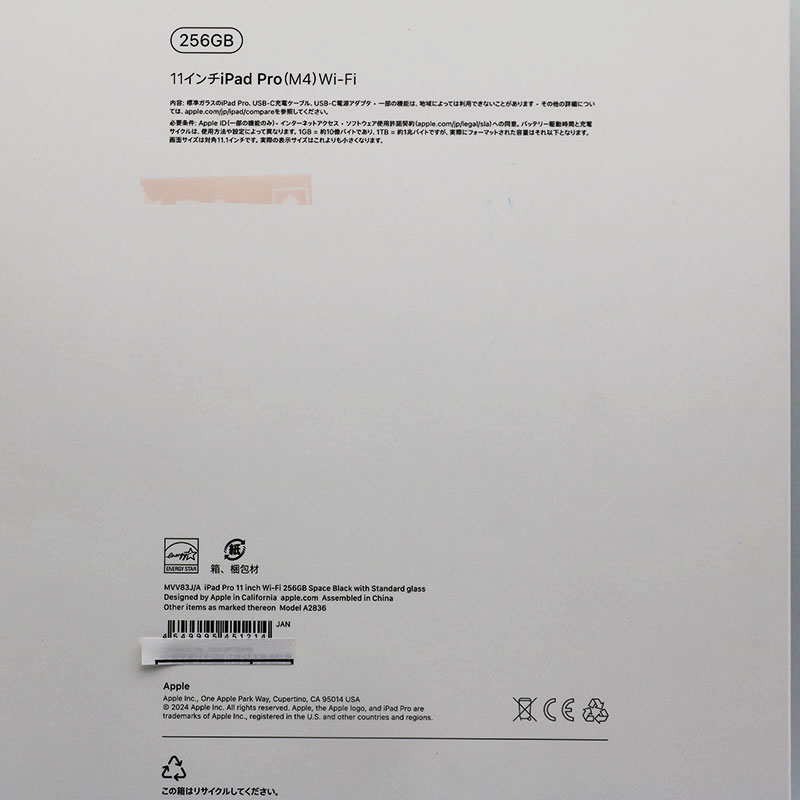 256GB
11インチiPad Pro(M4)Wi-Fi
内容: 標準ガラスのiPad Pro、USB-C充電ケーブル、USB-C電源アダプタ・一部の機能は、地域によっては利用できないことがあります・その他の詳細につい
ては、apple.com/jp/ipad/compareを参照してください。
必要条件: Apple ID(一部の機能のみ)・インターネットアクセス・ソフトウェア使用許諾契約(apple.com/jp/legal/sla)への同意。バッテリー駆動時間と充電
サイクルは、使用方法や設定によって異なります。1GB = 約10億バイトであり、1TB = 約1兆バイトですが、実際にフォーマットされた容量はそれ以下となります。
画面サイズは対角11.1インチです。実際の表示サイズはこれよりも小さくなります。
energy
ENERGY STAR
紙
箱、梱包材
MVV83J/A iPad Pro 11 inch Wi-Fi 256GB Space Black with Standard glass
Designed by Apple in California apple.com Assembled in China
Other items as marked thereon Model A2836
JAN
4 549995 451214
Apple
Apple Inc., One Apple Park Way, Cupertino, CA 95014 USA
© 2024 Apple Inc. All rights reserved. Apple, the Apple logo, and iPad Pro are
trademarks of Apple Inc., registered in the U.S. and other countries and regions.
CE
この箱はリサイクルしてください。